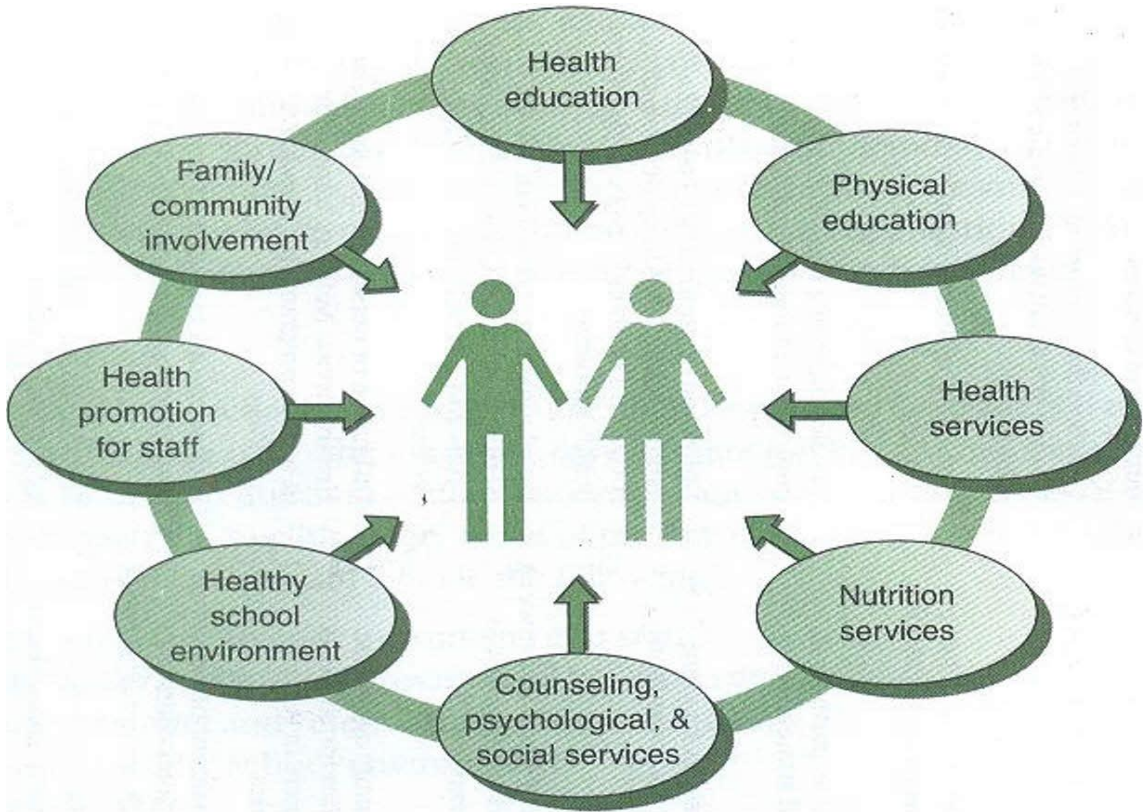 Health
education
Physical
education
Health
services
Nutrition
services
Counseling,
psychological, &
social services
Healthy
school
environment
Health
promotion
for staff
Family/
community
involvement